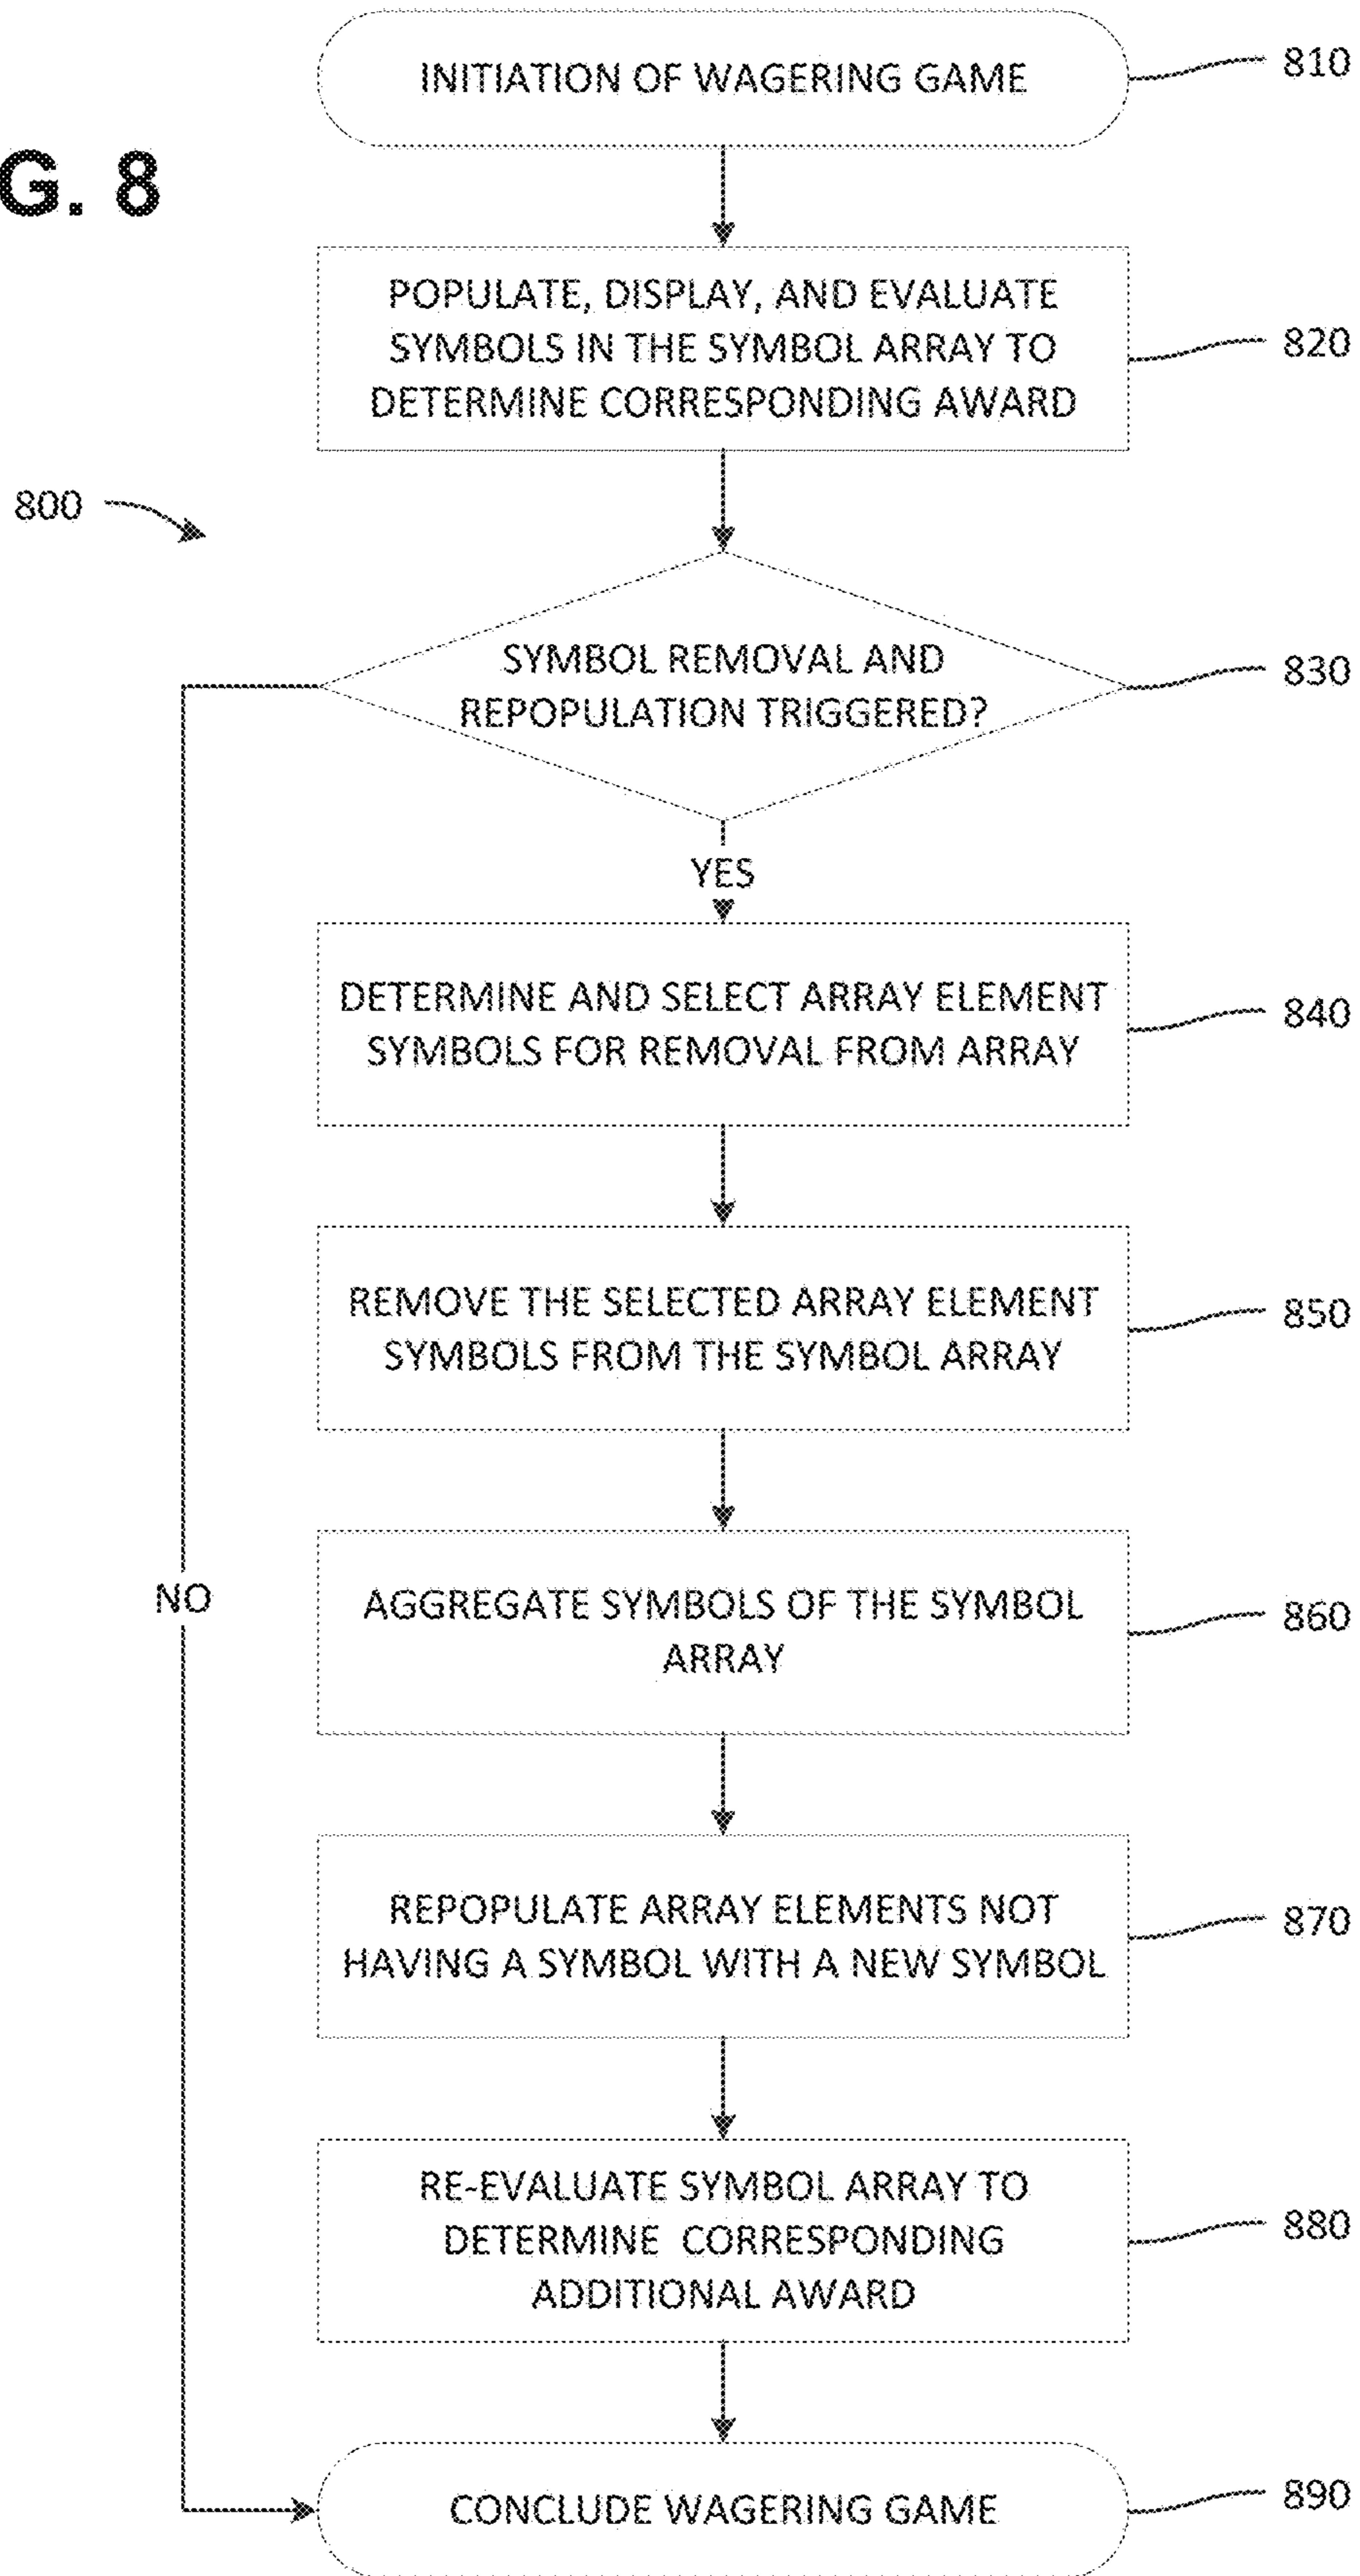 INITIATION OF WAGERING GAME
810
G. 8
POPULATE, DISPLAY, AND EVALUATE
SYMBOLS IN THE SYMBOL ARRAY TO
DETERMINE CORRESPONDING AWARD
820
800
SYMBOL REMOVAL AND
REPOPULATION TRIGGERED?
830
YES
DETERMINE AND SELECT ARRAY ELEMENT
SYMBOLS FOR REMOVAL FROM ARRAY
840
REMOVE THE SELECTED ARRAY ELEMENT
SYMBOLS FROM THE SYMBOL ARRAY
850
NO
AGGREGATE SYMBOLS OF THE SYMBOL
ARRAY
860
REPOPULATE ARRAY ELEMENTS NOT
HAVING A SYMBOL WITH A NEW SYMBOL
870
RE-EVALUATE SYMBOL ARRAY TO
DETERMINE CORRESPONDING
ADDITIONAL AWARD
880
CONCLUDE WAGERING GAME
890